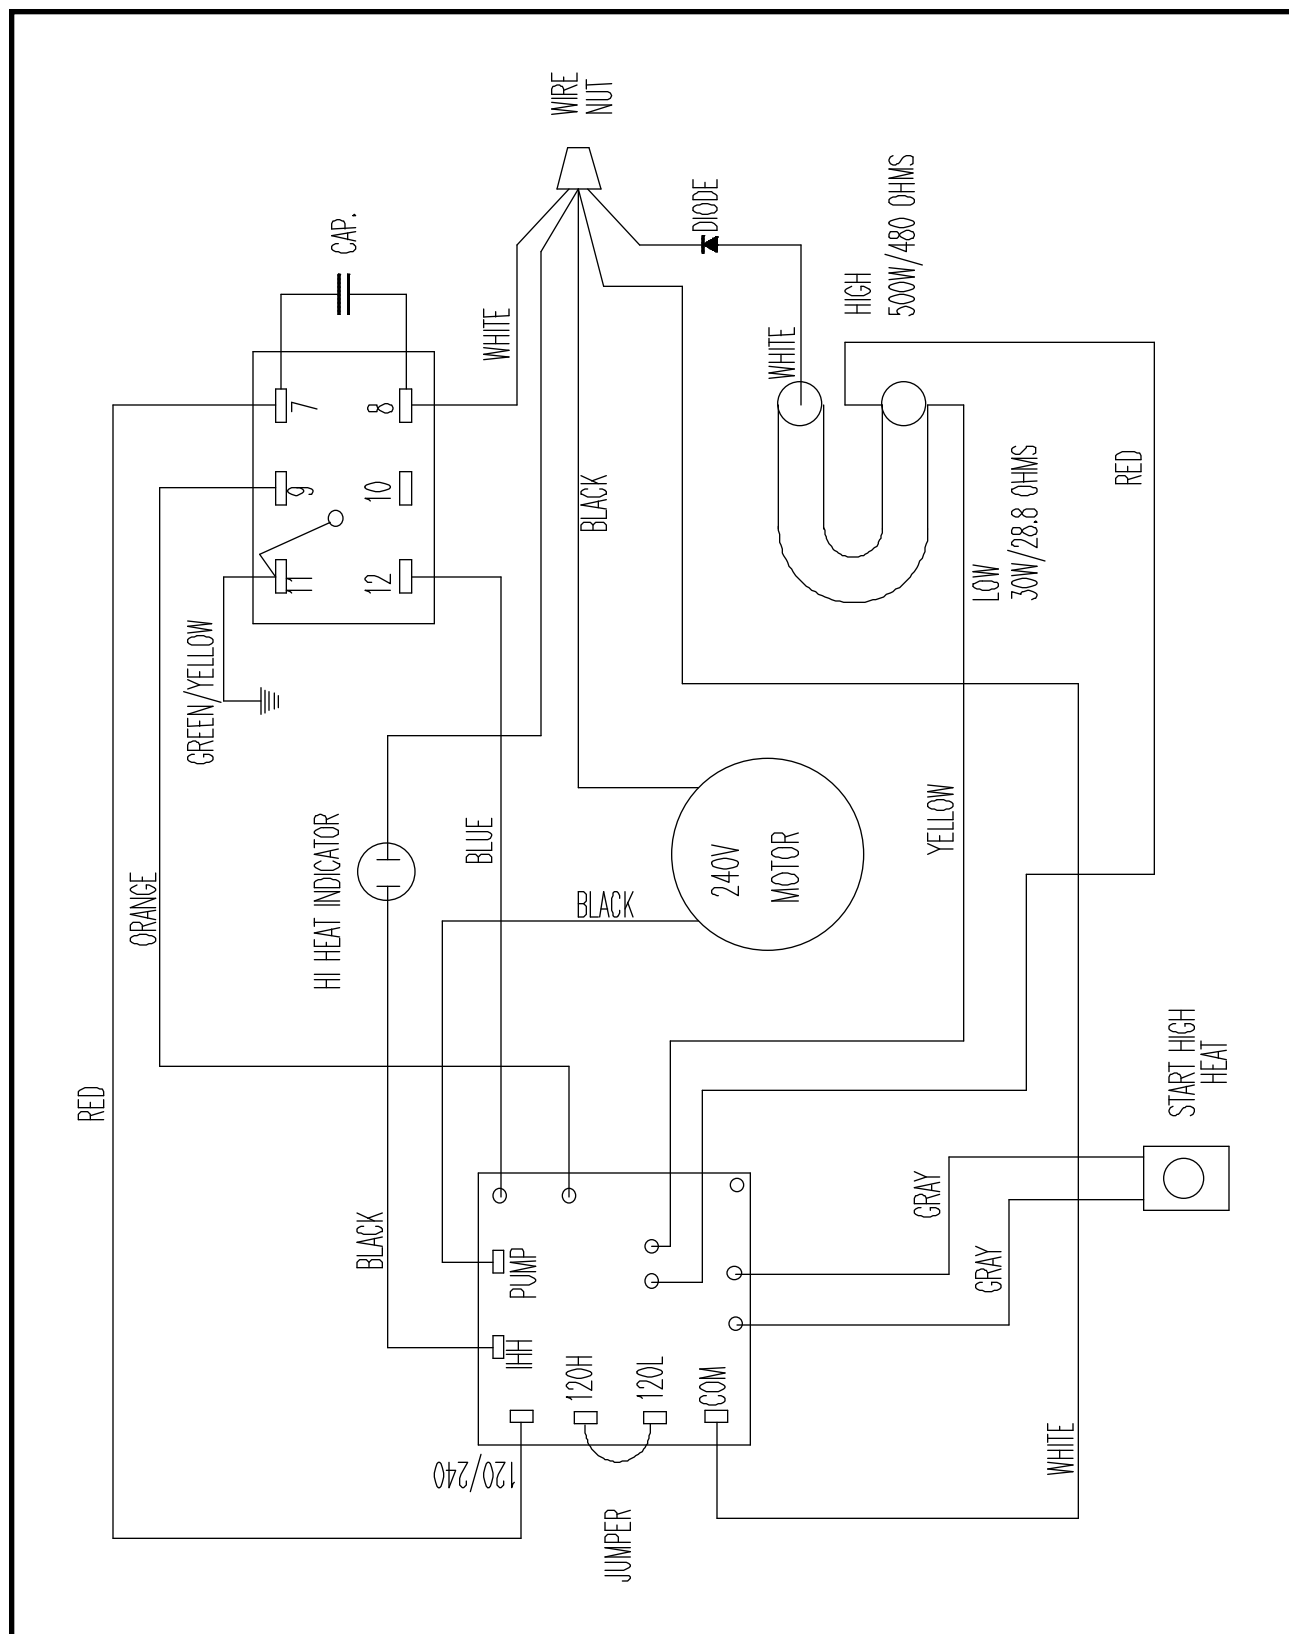 WIRE
NUT
CAP.
DIODE
WHITE
HIGH
500W/480 OHMS
WHITE
7
8
9
10
11
12
BLACK
RED
LOW
30W/28.8 OHMS
GREEN/YELLOW
HI HEAT INDICATOR
BLUE
YELLOW
240V
MOTOR
ORANGE
BLACK
RED
START HIGH
HEAT
BLACK
GRAY
GRAY
PUMP
IHH
120H
120L
COM
120/240
WHITE
JUMPER